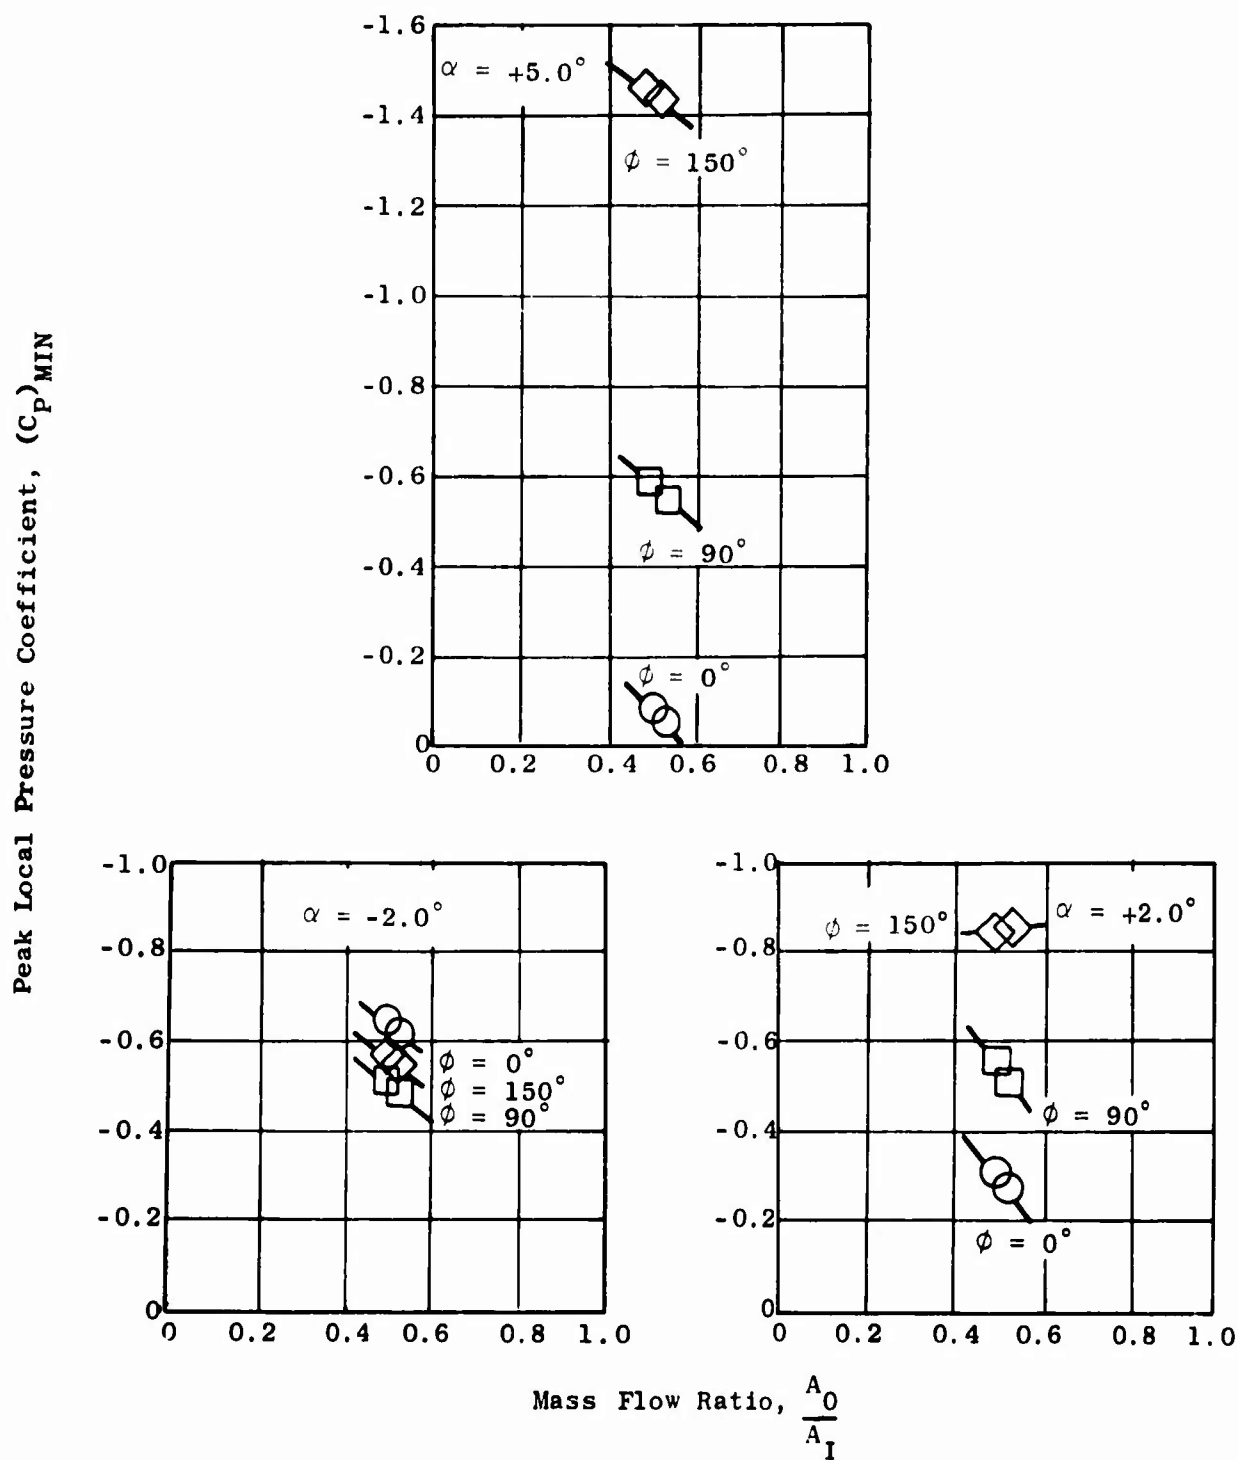 Peak Local Pressure Coefficient, (Cp)MIN
-1.6
α = +5.0°
-1.4
ϕ = 150°
-1.2
-1.0
-0.8
-0.6
ϕ = 90°
-0.4
-0.2
ϕ = 0°
0
0 0.2 0.4 0.6 0.8 1.0
-1.0
α = -2.0°
-0.8
-0.6
ϕ = 0°
ϕ = 150°
ϕ = 90°
-0.4
-0.2
0
0 0.2 0.4 0.6 0.8 1.0
-1.0
α = +2.0°
ϕ = 150°
-0.8
-0.6
ϕ = 90°
-0.4
-0.2
ϕ = 0°
0
0 0.2 0.4 0.6 0.8 1.0
Mass Flow Ratio, A0
AI